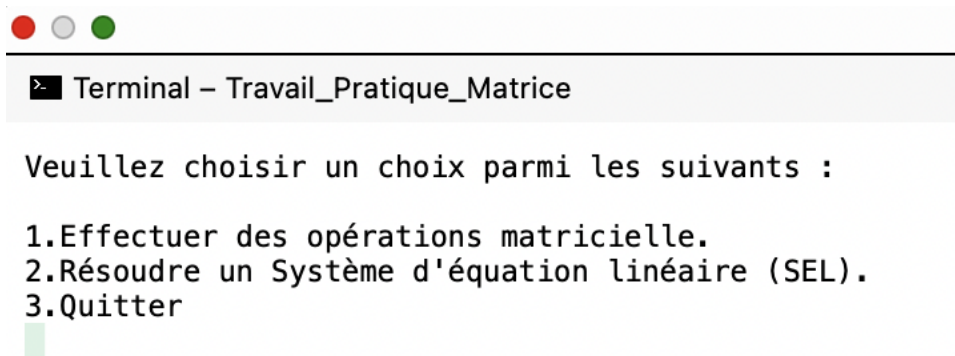 Terminal – Travail_Pratique_Matrice
Veuillez choisir un choix parmi les suivants :
1.Effectuer des opérations matricielle.
2.Résoudre un Système d'équation linéaire (SEL).
3.Quitter